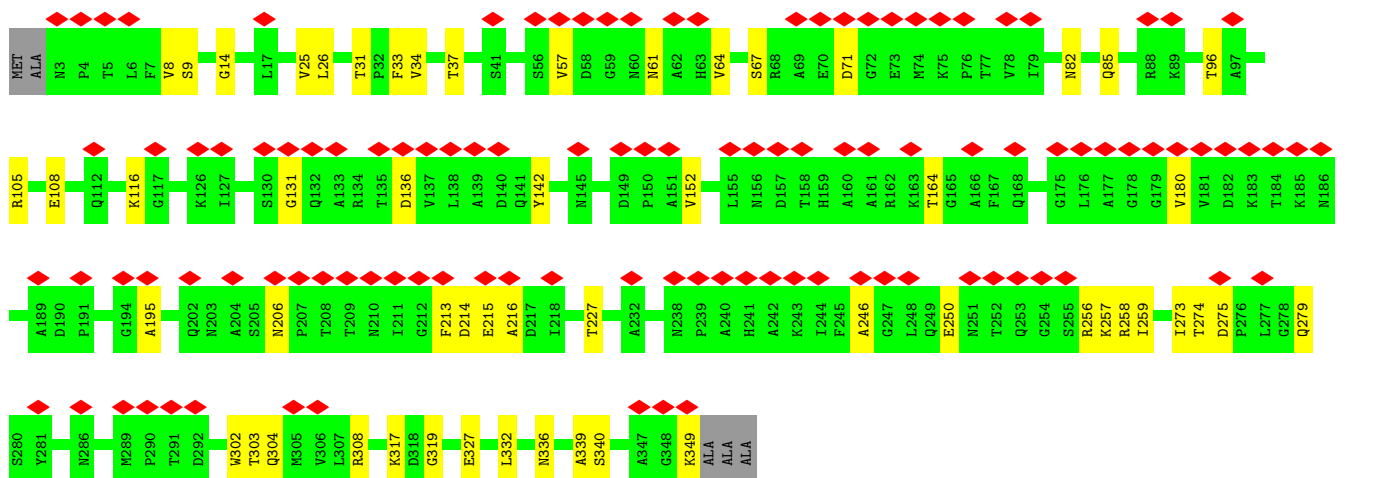 MET ALA N3 P4 T5 L6 F7 V8 S9 G14 L17 V25 L26 T31 P32 F33 V34 T37 S41 S56 V57 D58 G59 N60 N61 A62 H63 V64 S67 R68 A69 E70 D71 G72 E73 M74 K75 P76 T77 V78 I79 N82 Q85 R88 K89 T96 A97
R105 E108 Q112 K116 G117 K126 I127 S130 G131 Q132 A133 R134 T135 D136 V137 L138 A139 D140 Q141 Y142 N145 D149 P150 A151 V152 L155 N156 D157 T158 H159 A160 A161 R162 K163 T164 G165 A166 F167 Q168 G175 L176 A177 G178 G179 V180 V181 D182 K183 T184 K185 N186
A189 D190 P191 G194 A195 Q202 N203 A204 S205 N206 P207 T208 T209 N210 I211 G212 F213 D214 E215 A216 D217 I218 T227 A232 N238 P239 A240 H241 A242 K243 I244 F245 A246 G247 L248 Q249 E250 N251 T252 Q253 G254 S255 R256 K257 R258 I259 I273 T274 D275 P276 L277 G278 Q279
S280 Y281 N286 M289 P290 T291 D292 W302 T303 Q304 M305 V306 L307 R308 K317 D318 G319 E327 L332 N336 A339 S340 A347 G348 K349 ALA ALA ALA